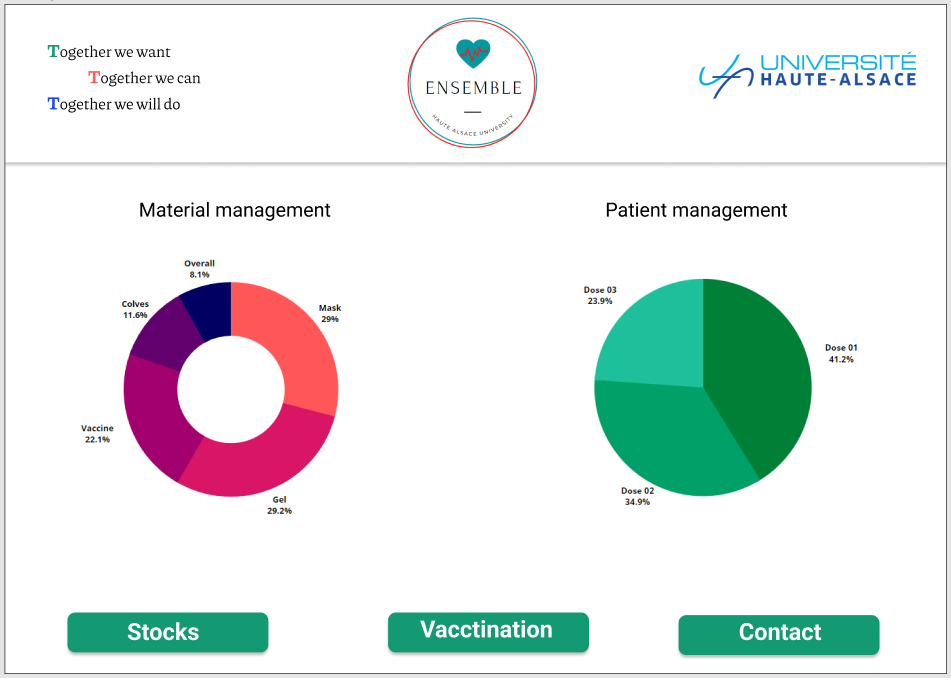 Together we want
Together we can
Together we will do
ENSEMBLE
HAUTE ALSACE UNIVERSITY
UNIVERSITÉ
HAUTE-ALSACE
Material management
Patient management
Overall
8.1%
Colves
11.6%
Mask
29%
Vaccine
22.1%
Gel
29.2%
Dose 03
23.9%
Dose 01
41.2%
Dose 02
34.9%
Stocks
Vacctination
Contact